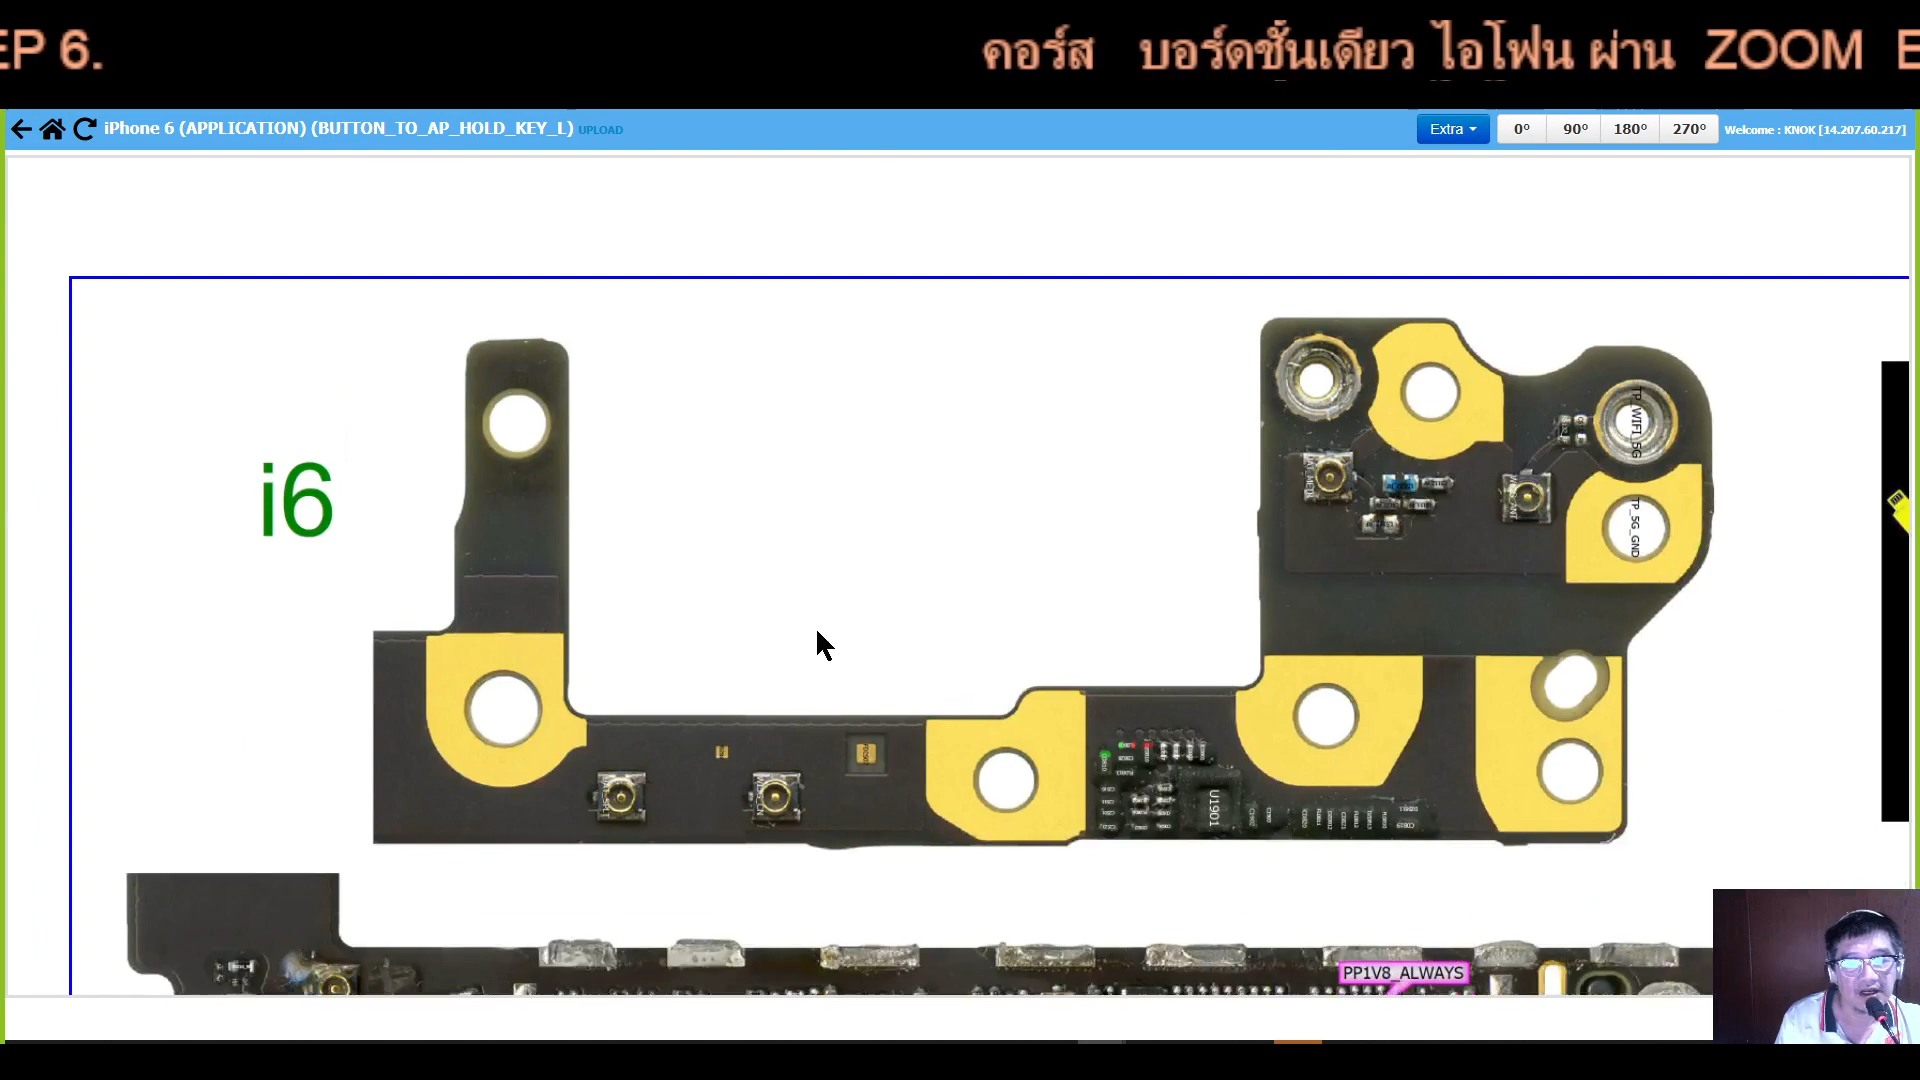 EP 6.
คอร์ส บอร์ดชั้นเดียว ไอโฟน ผ่าน ZOOM E
iPhone 6 (APPLICATION) (BUTTON_TO_AP_HOLD_KEY_L) UPLOAD
Extra 0° 90° 180° 270° Welcome : KNOK [14.207.60.217]
i6
TP_WIFI_5G
TP_5G_GND
U1901
PP1V8_ALWAYS